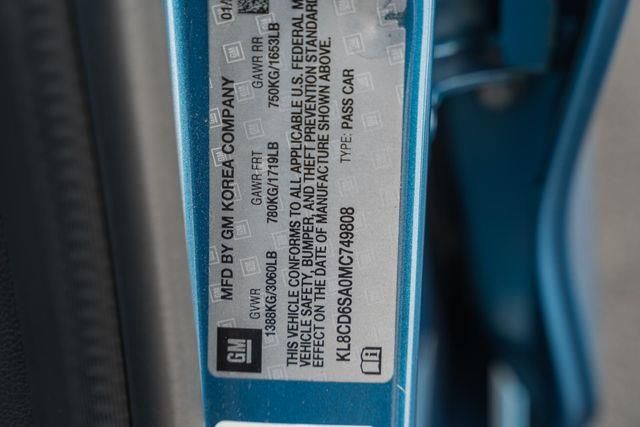 MFD BY GM KOREA COMPANY 01/
GVWR GAWR FRT GAWR RR
1388KG/3060LB 780KG/1719LB 750KG/1653LB
THIS VEHICLE CONFORMS TO ALL APPLICABLE U.S. FEDERAL M
VEHICLE SAFETY, BUMPER, AND THEFT PREVENTION STANDARD
EFFECT ON THE DATE OF MANUFACTURE SHOWN ABOVE.
KL8CD6SA0MC749808 TYPE: PASS CAR
GM